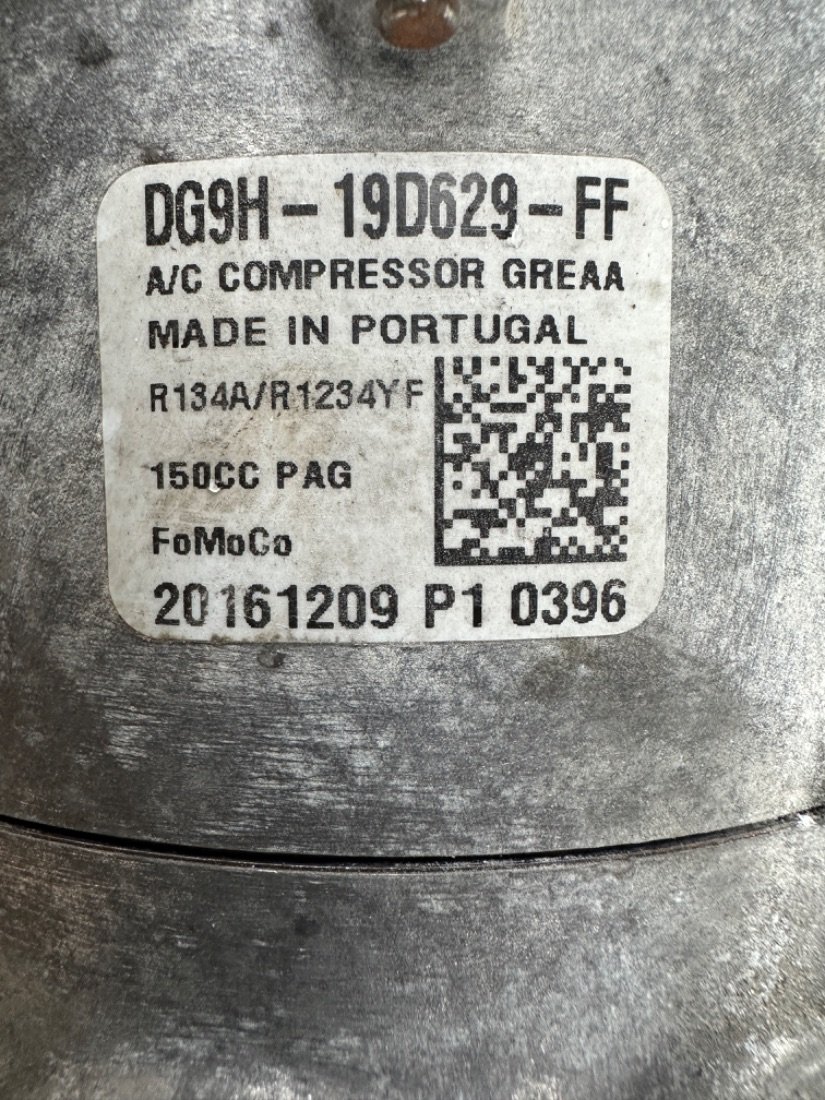 DG9H-19D629-FF
A/C COMPRESSOR GREAA
MADE IN PORTUGAL
R134A/R1234YF
150CC PAG
FoMoCo
20161209 P1 0396